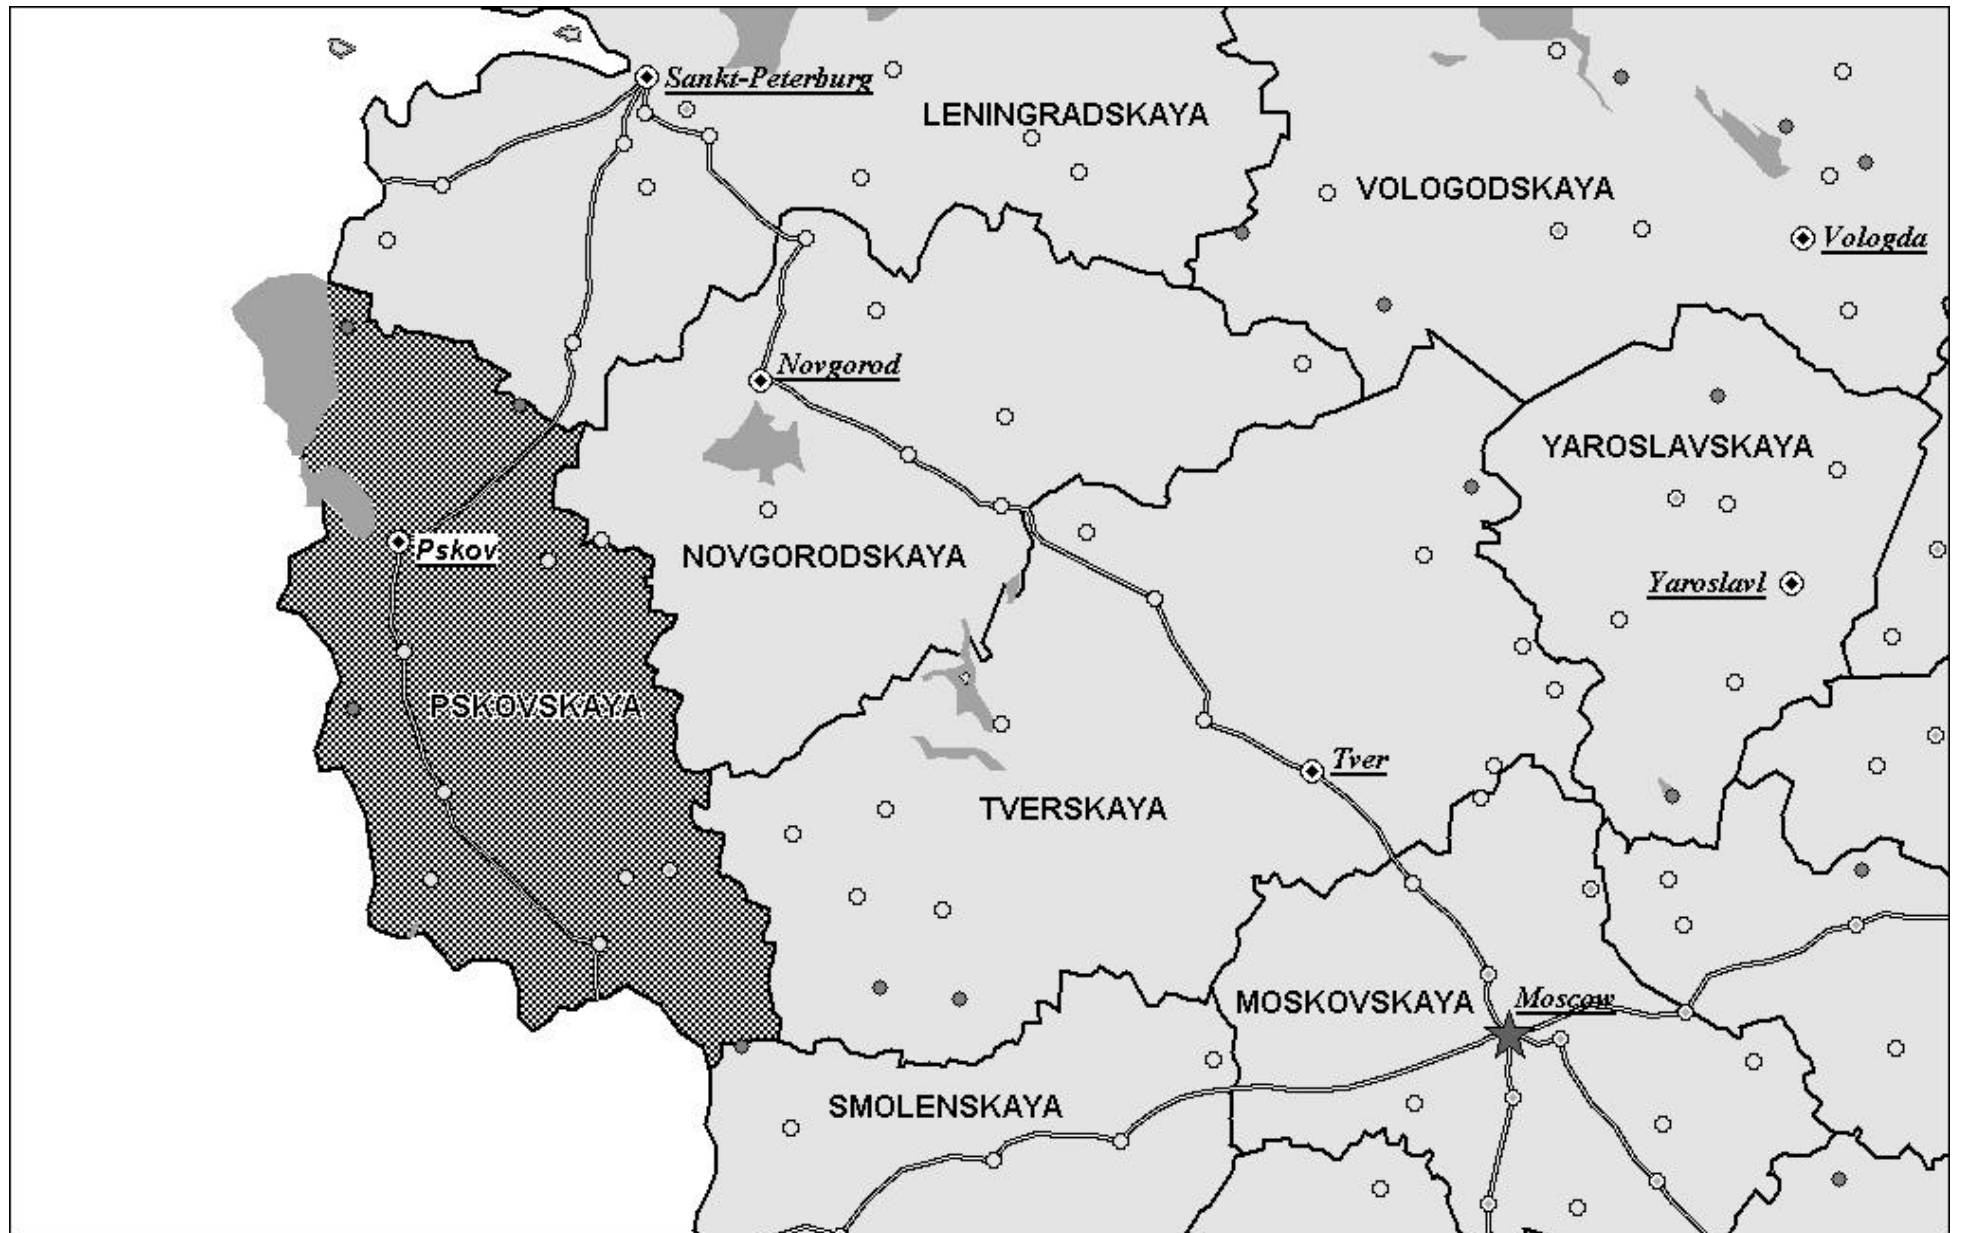 Sankt-Peterburg
LENINGRADSKAYA
VOLOGODSKAYA
Vologda
Novgorod
YAROSLAVSKAYA
Pskov
NOVGORODSKAYA
Yaroslavl
PSKOVSKAYA
Tver
TVERSKAYA
MOSKOVSKAYA
Moscow
SMOLENSKAYA